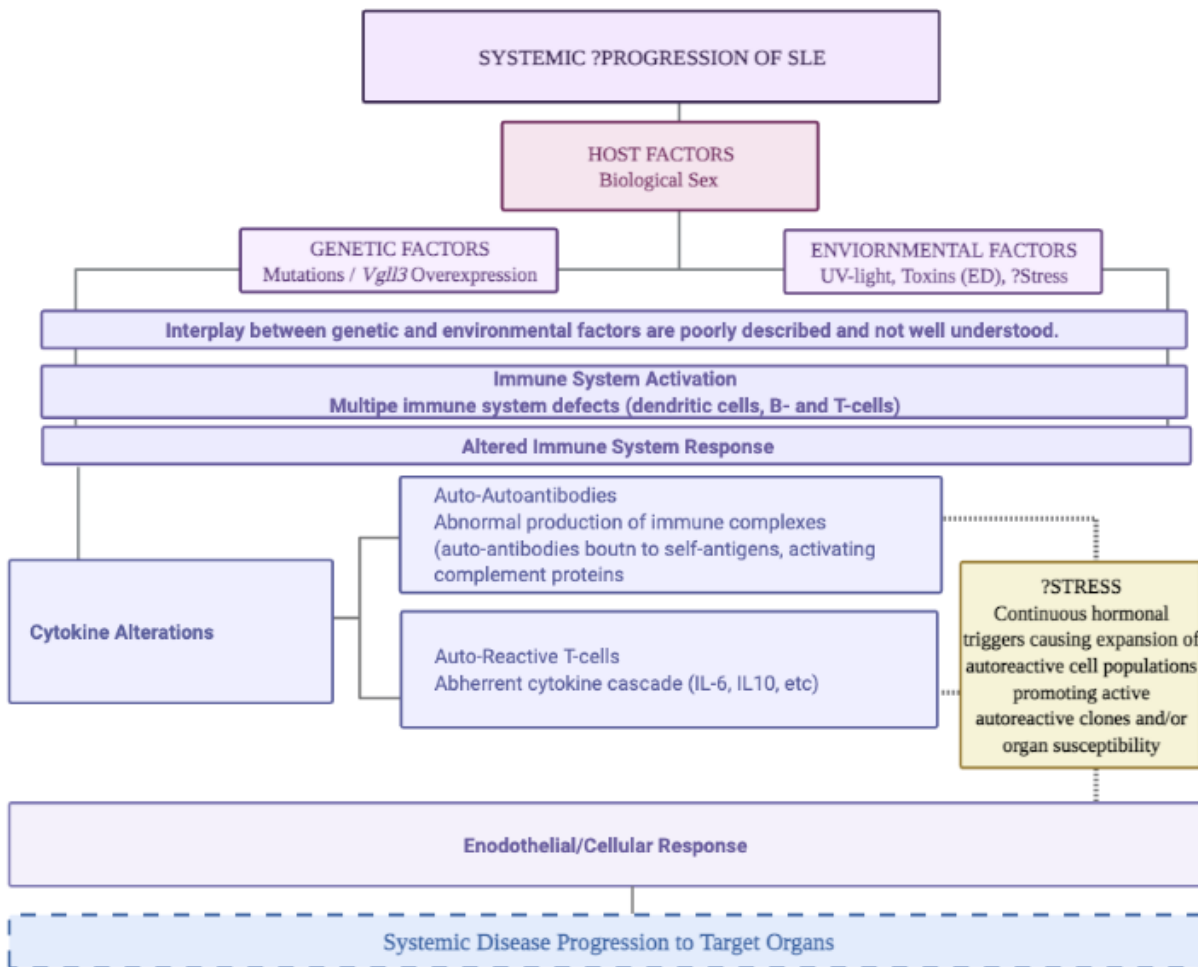 SYSTEMIC ?PROGRESSION OF SLE
HOST FACTORS
Biological Sex
GENETIC FACTORS
Mutations / Vgll3 Overexpression
ENVIORNMENTAL FACTORS
UV-light, Toxins (ED), ?Stress
Interplay between genetic and environmental factors are poorly described and not well understood.
Immune System Activation
Multipe immune system defects (dendritic cells, B- and T-cells)
Altered Immune System Response
Auto-Autoantibodies
Abnormal production of immune complexes
(auto-antibodies boutn to self-antigens, activating
complement proteins
Cytokine Alterations
Auto-Reactive T-cells
Abherrent cytokine cascade (IL-6, IL10, etc)
?STRESS
Continuous hormonal
triggers causing expansion of
autoreactive cell populations
promoting active
autoreactive clones and/or
organ susceptibility
Enodothelial/Cellular Response
Systemic Disease Progression to Target Organs